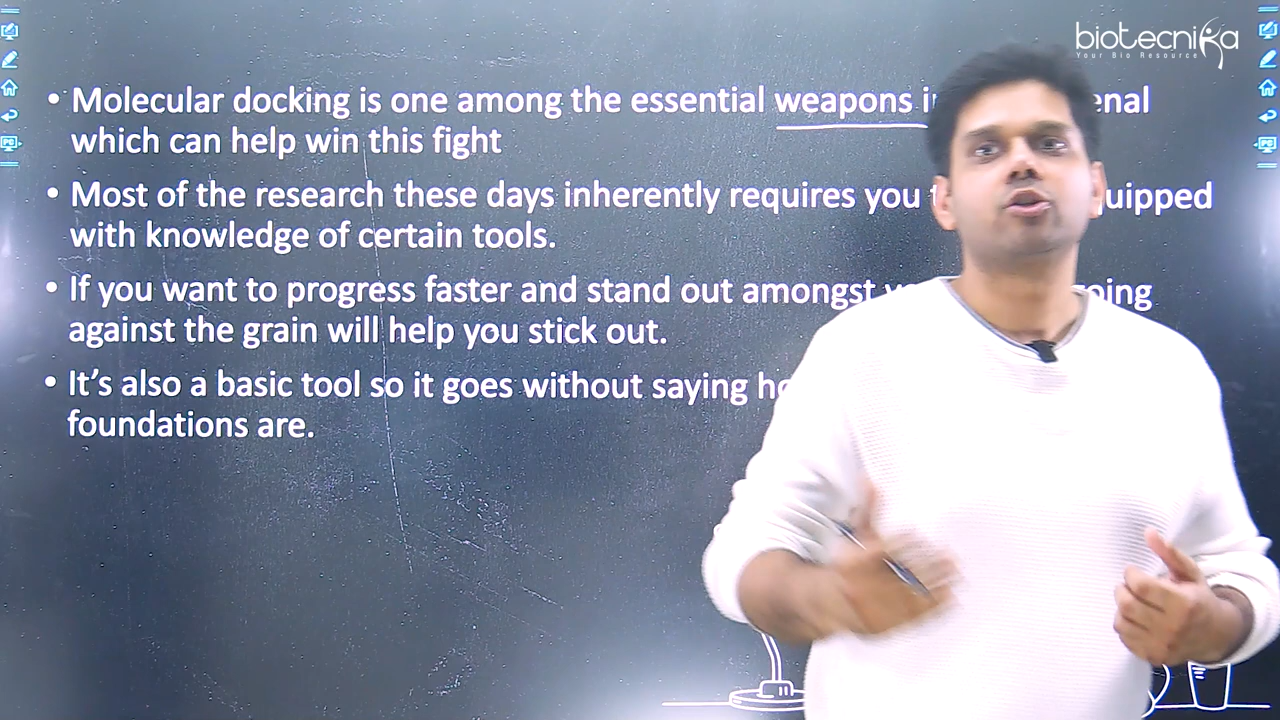 biotecnika
Your Bio Resource
• Molecular docking is one among the essential weapons
which can help win this fight
• Most of the research these days inherently requires you
with knowledge of certain tools.
• If you want to progress faster and stand out amongst
against the grain will help you stick out.
• It’s also a basic tool so it goes without saying
foundations are.
PC
PC